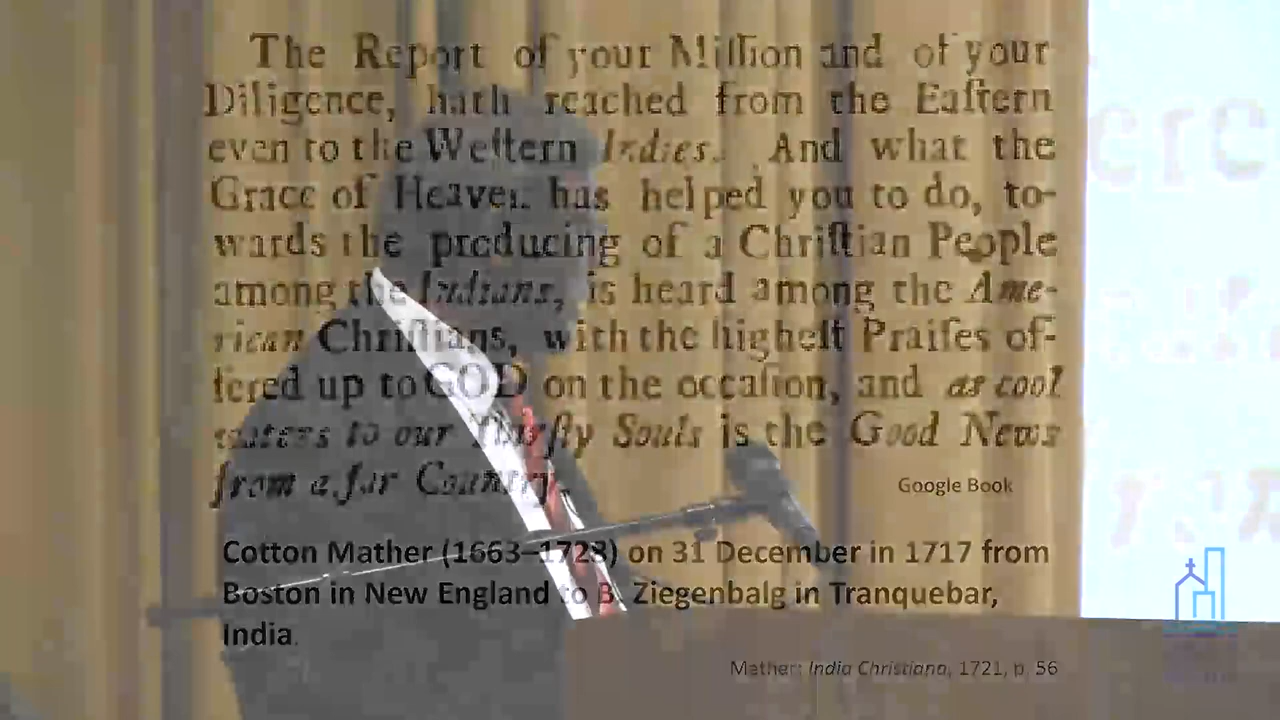 The Report of your Miſſion and of your
Diligence, hath reached from the Eaſtern
even to the Weſtern Indies. And what the
Grace of Heaven has helped you to do, to-
wards the producing of a Chriſtian People
among the Indians, is heard among the Ame-
rican Chriſtians, with the higheſt Praiſes of-
fered up to GOD on the occaſion, and as cool
waters to our Thirſty Souls is the Good News
from a far Country.
Google Book
Cotton Mather (1663–1728) on 31 December in 1717 from
Boston in New England to B. Ziegenbalg in Tranquebar,
India.
Mather: India Christiana, 1721, p. 56